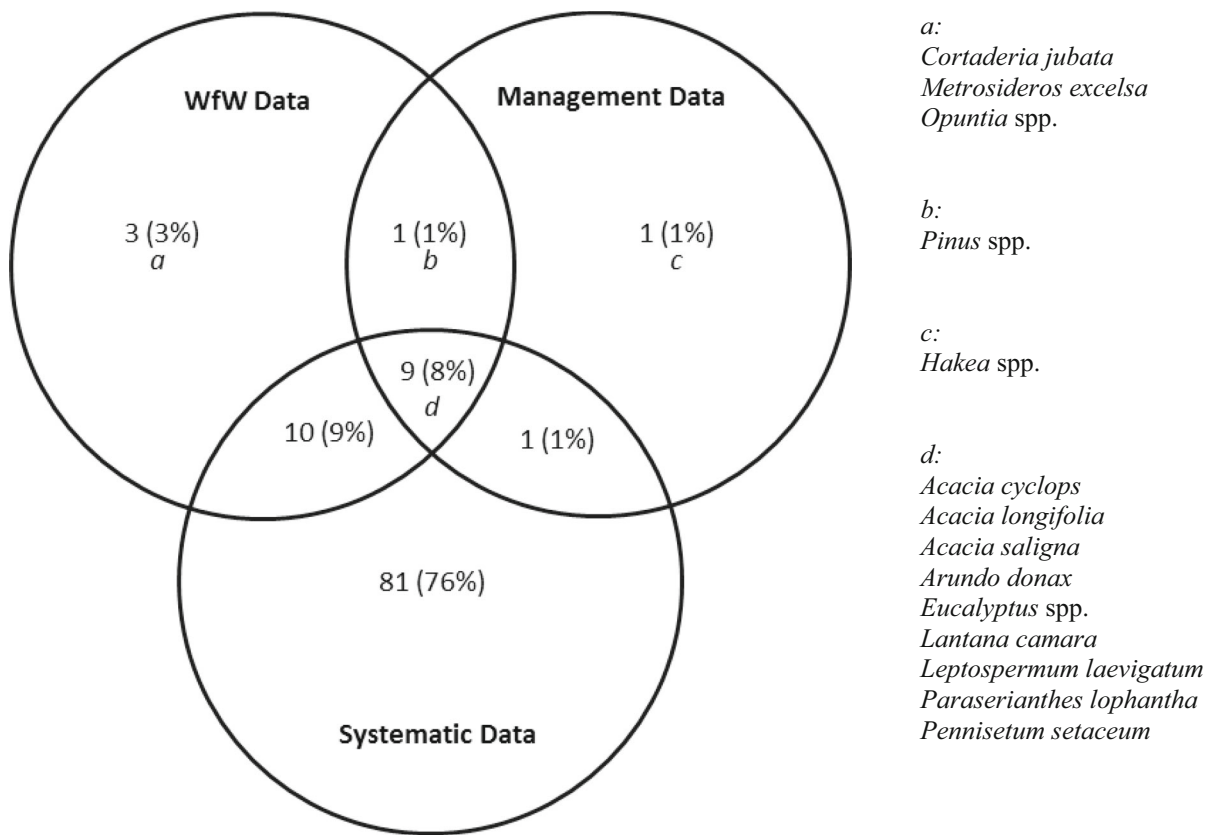 WfW Data
Management Data
3 (3%)
a
1 (1%)
b
1 (1%)
c
9 (8%)
d
10 (9%)
1 (1%)
81 (76%)
Systematic Data
a:
Cortaderia jubata
Metrosideros excelsa
Opuntia spp.
b:
Pinus spp.
c:
Hakea spp.
d:
Acacia cyclops
Acacia longifolia
Acacia saligna
Arundo donax
Eucalyptus spp.
Lantana camara
Leptospermum laevigatum
Paraserianthes lophantha
Pennisetum setaceum